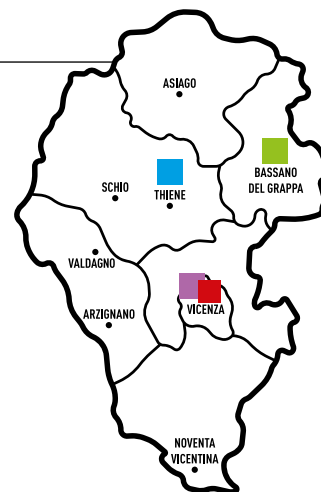 ASIAGO
BASSANO
DEL GRAPPA
SCHIO
THIENE
VALDAGNO
ARZIGNANO
VICENZA
NOVENTA
VICENTINA